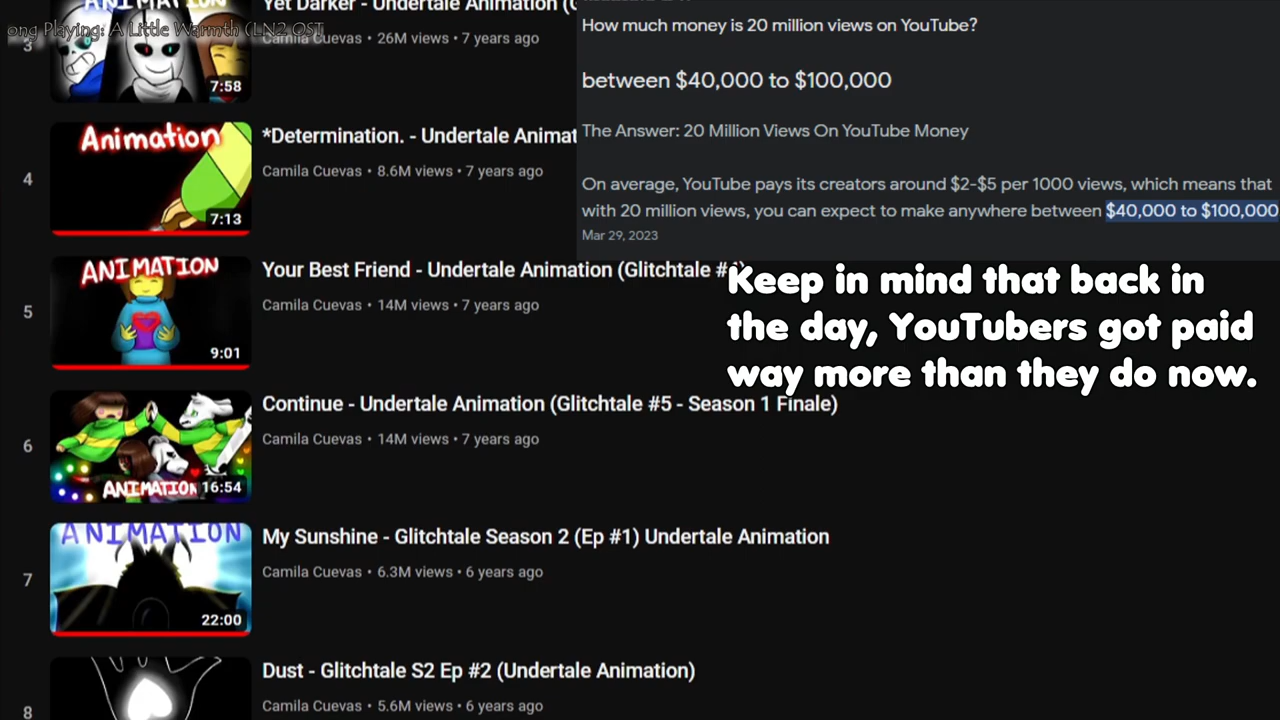 Yet Darker - Undertale Animation (G
ong Playing: A Little Warmth (LN2 OST
Camila Cuevas • 26M views • 7 years ago
3
7:58
How much money is 20 million views on YouTube?
between $40,000 to $100,000
The Answer: 20 Million Views On YouTube Money
On average, YouTube pays its creators around $2-$5 per 1000 views, which means that
with 20 million views, you can expect to make anywhere between $40,000 to $100,000
Mar 29, 2023
Keep in mind that back in
the day, YouTubers got paid
way more than they do now.
4
Animation
7:13
*Determination. - Undertale Animat
Camila Cuevas • 8.6M views • 7 years ago
5
ANIMATION
9:01
Your Best Friend - Undertale Animation (Glitchtale #4)
Camila Cuevas • 14M views • 7 years ago
6
ANIMATION
16:54
Continue - Undertale Animation (Glitchtale #5 - Season 1 Finale)
Camila Cuevas • 14M views • 7 years ago
7
ANIMATION
22:00
My Sunshine - Glitchtale Season 2 (Ep #1) Undertale Animation
Camila Cuevas • 6.3M views • 6 years ago
8
Dust - Glitchtale S2 Ep #2 (Undertale Animation)
Camila Cuevas • 5.6M views • 6 years ago